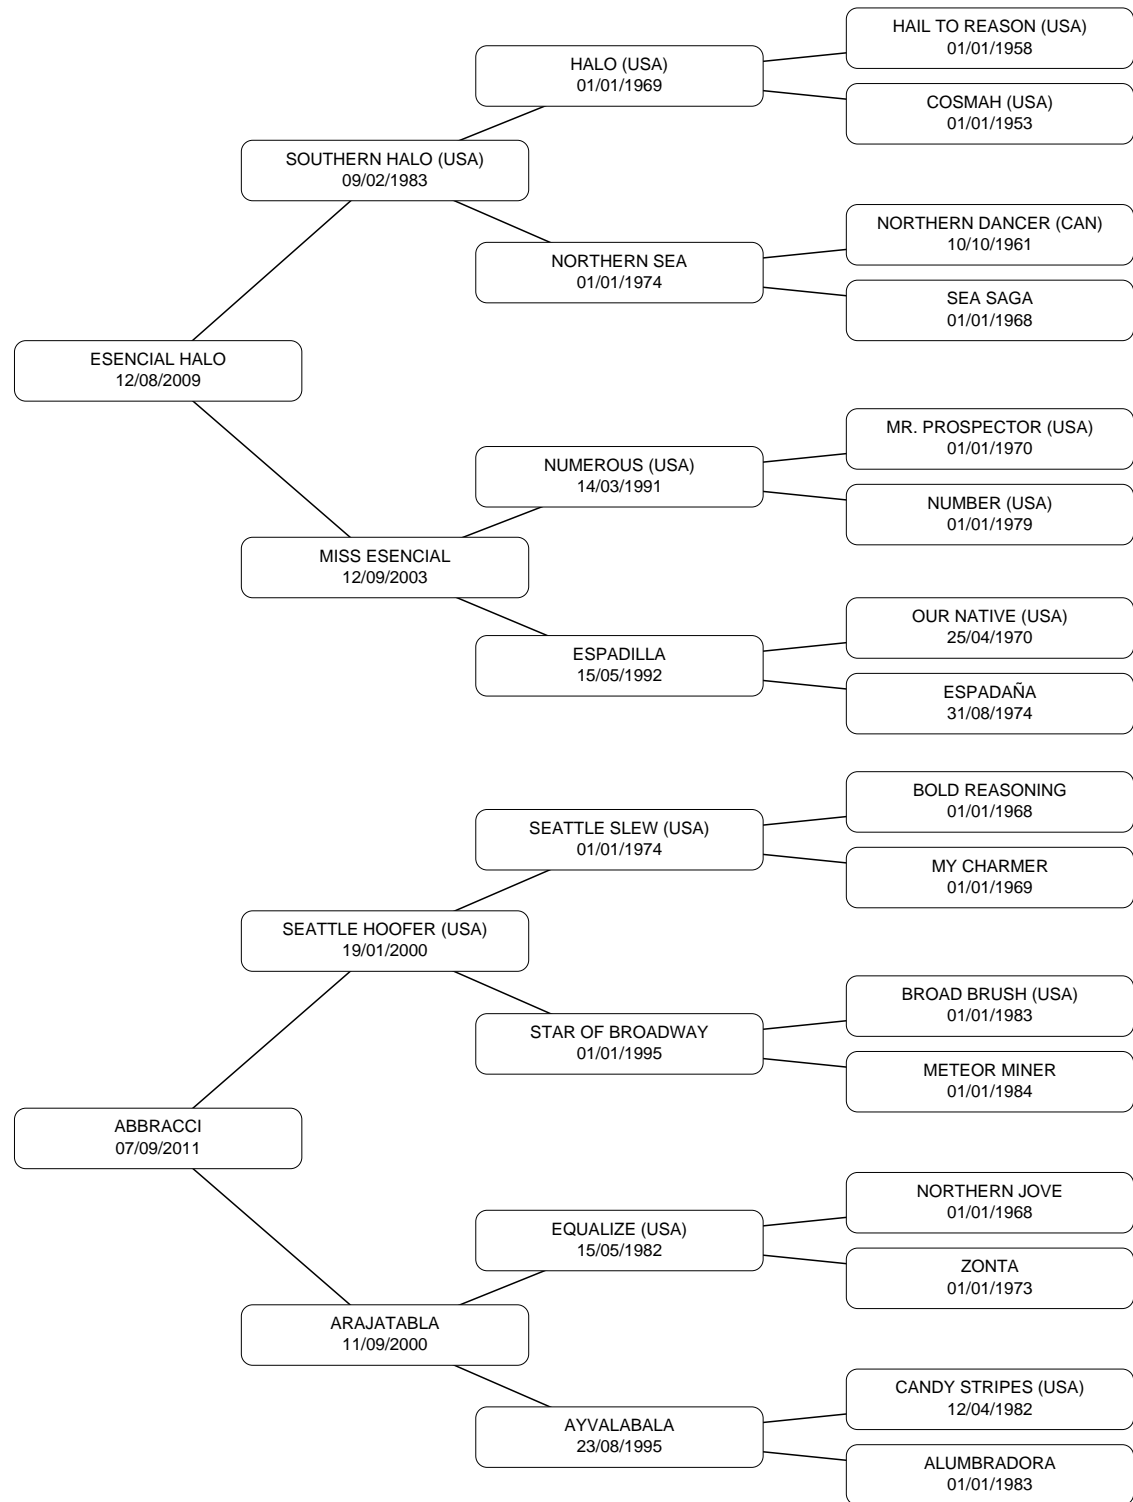 HAIL TO REASON (USA)
01/01/1958
HALO (USA)
01/01/1969
COSMAH (USA)
01/01/1953
SOUTHERN HALO (USA)
09/02/1983
NORTHERN DANCER (CAN)
10/10/1961
NORTHERN SEA
01/01/1974
SEA SAGA
01/01/1968
ESENCIAL HALO
12/08/2009
MR. PROSPECTOR (USA)
01/01/1970
NUMEROUS (USA)
14/03/1991
NUMBER (USA)
01/01/1979
MISS ESENCIAL
12/09/2003
OUR NATIVE (USA)
25/04/1970
ESPADILLA
15/05/1992
ESPADAÑA
31/08/1974
BOLD REASONING
01/01/1968
SEATTLE SLEW (USA)
01/01/1974
MY CHARMER
01/01/1969
SEATTLE HOOFER (USA)
19/01/2000
BROAD BRUSH (USA)
01/01/1983
STAR OF BROADWAY
01/01/1995
METEOR MINER
01/01/1984
ABBRACCI
07/09/2011
NORTHERN JOVE
01/01/1968
EQUALIZE (USA)
15/05/1982
ZONTA
01/01/1973
ARAJATABLA
11/09/2000
CANDY STRIPES (USA)
12/04/1982
AYVALABALA
23/08/1995
ALUMBRADORA
01/01/1983